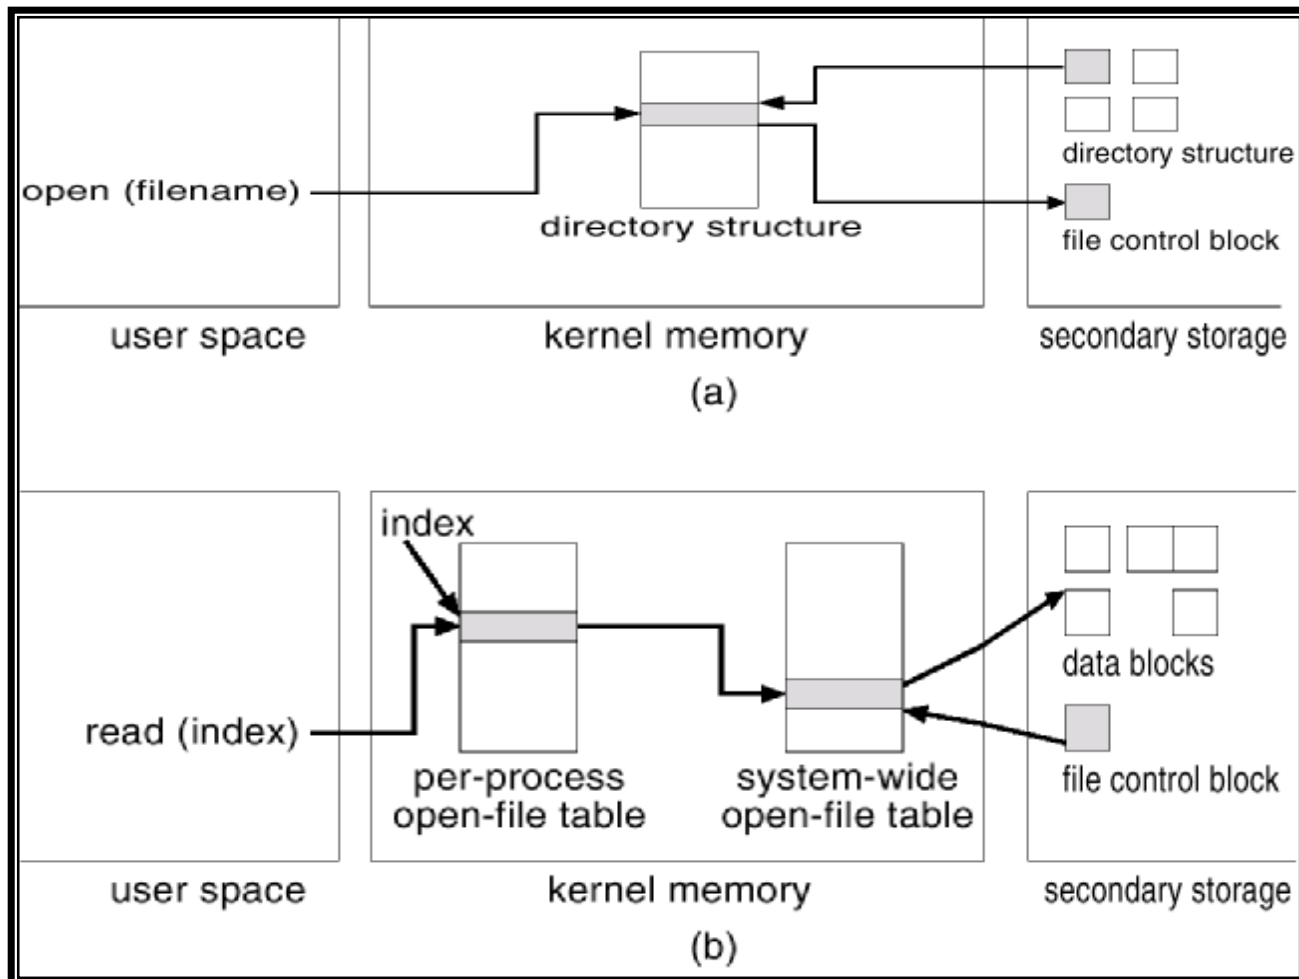 open (filename)
directory structure
directory structure
file control block
user space
kernel memory
secondary storage
(a)
index
read (index)
per-process
open-file table
system-wide
open-file table
data blocks
file control block
user space
kernel memory
secondary storage
(b)